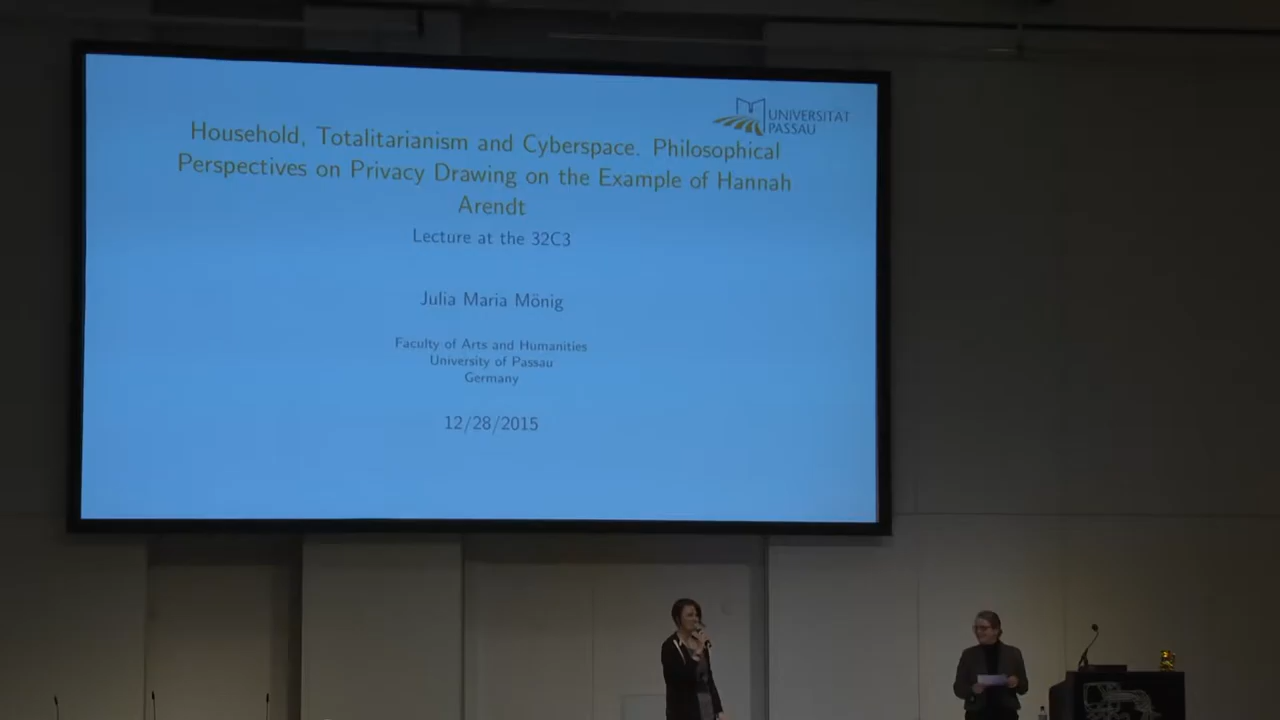 UNIVERSITÄT
PASSAU
Household, Totalitarianism and Cyberspace. Philosophical
Perspectives on Privacy Drawing on the Example of Hannah
Arendt
Lecture at the 32C3
Julia Maria Mönig
Faculty of Arts and Humanities
University of Passau
Germany
12/28/2015